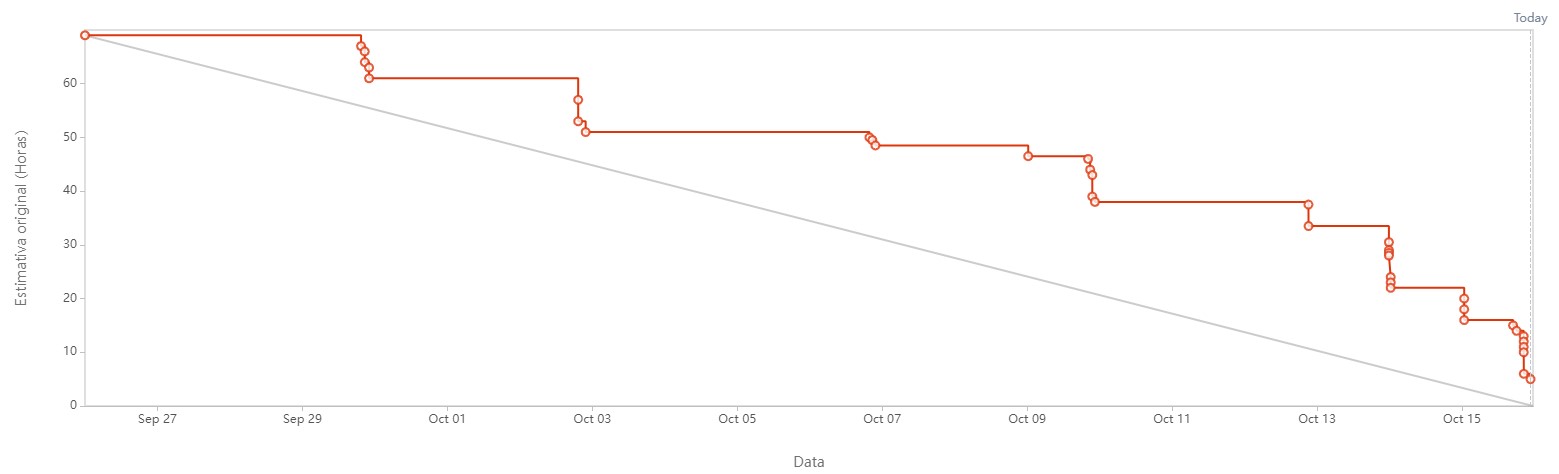 Today
Estimativa original (Horas)
60
50
40
30
20
10
0
Sep 27
Sep 29
Oct 01
Oct 03
Oct 05
Oct 07
Oct 09
Oct 11
Oct 13
Oct 15
Data